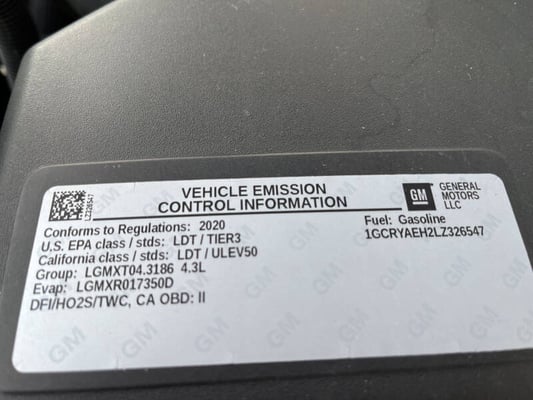 VEHICLE EMISSION
CONTROL INFORMATION
GM
GENERAL
MOTORS
LLC
Z326547
Conforms to Regulations: 2020
U.S. EPA class / stds: LDT / TIER3
California class / stds: LDT / ULEV50
Group: LGMXT04.3186 4.3L
Evap: LGMXR017350D
DFI/HO2S/TWC, CA OBD: II
Fuel: Gasoline
1GCRYAEH2LZ326547